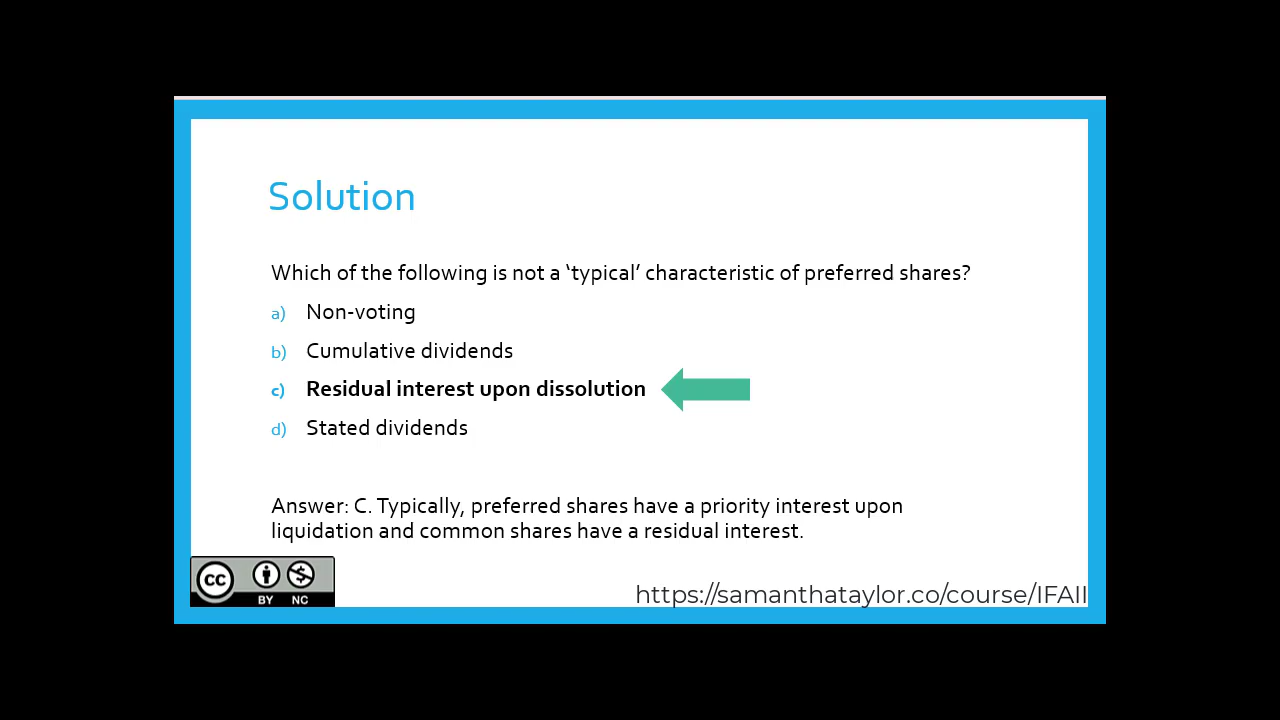 Solution
Which of the following is not a ‘typical’ characteristic of preferred shares?
a) Non-voting
b) Cumulative dividends
c) Residual interest upon dissolution
d) Stated dividends
Answer: C. Typically, preferred shares have a priority interest upon
liquidation and common shares have a residual interest.
cc
BY NC
https://samanthataylor.co/course/IFAII